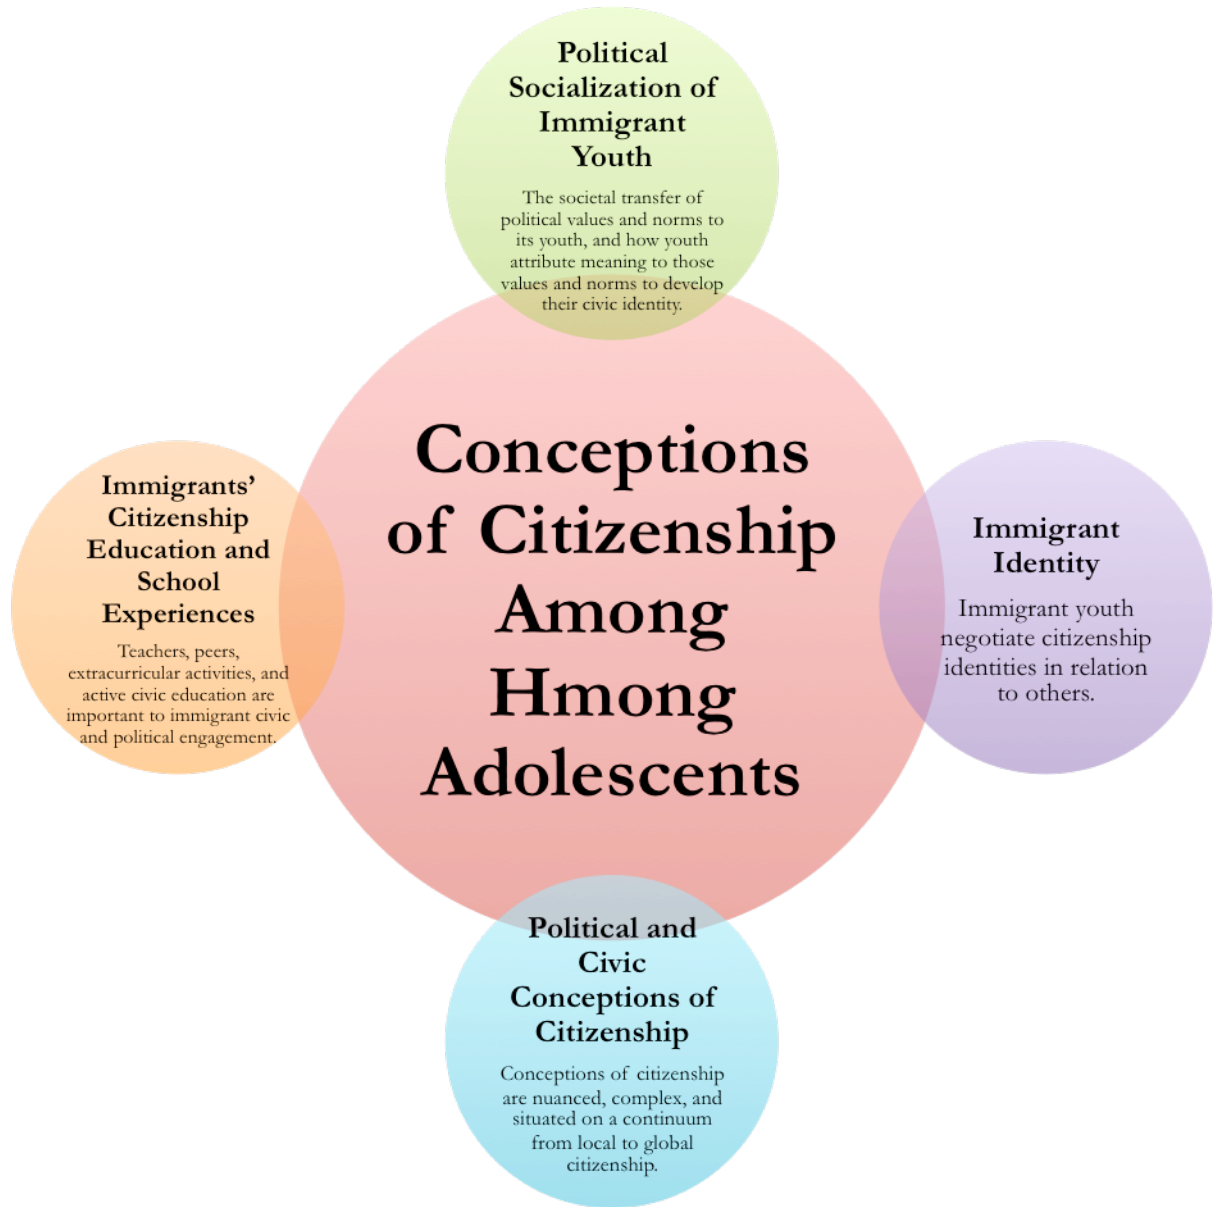 Political
Socialization of
Immigrant
Youth
The societal transfer of
political values and norms to
its youth, and how youth
attribute meaning to those
values and norms to develop
their civic identity.
Immigrants’
Citizenship
Education and
School
Experiences
Teachers, peers,
extracurricular activities, and
active civic education are
important to immigrant civic
and political engagement.
Conceptions
of Citizenship
Among
Hmong
Adolescents
Immigrant
Identity
Immigrant youth
negotiate citizenship
identities in relation
to others.
Political and
Civic
Conceptions of
Citizenship
Conceptions of citizenship
are nuanced, complex, and
situated on a continuum
from local to global
citizenship.